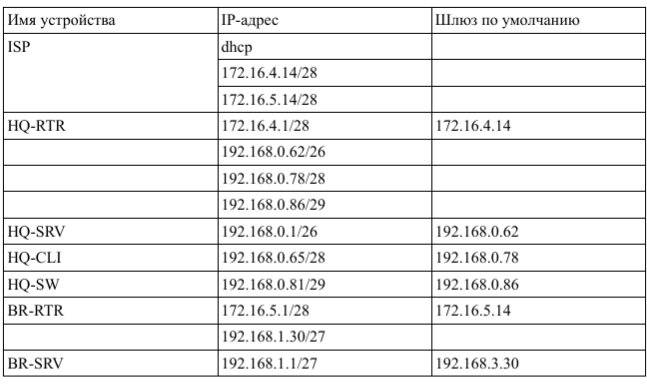 Имя устройства IP-адрес Шлюз по умолчанию
ISP dhcp
172.16.4.14/28
172.16.5.14/28
HQ-RTR 172.16.4.1/28 172.16.4.14
192.168.0.62/26
192.168.0.78/28
192.168.0.86/29
HQ-SRV 192.168.0.1/26 192.168.0.62
HQ-CLI 192.168.0.65/28 192.168.0.78
HQ-SW 192.168.0.81/29 192.168.0.86
BR-RTR 172.16.5.1/28 172.16.5.14
192.168.1.30/27
BR-SRV 192.168.1.1/27 192.168.3.30